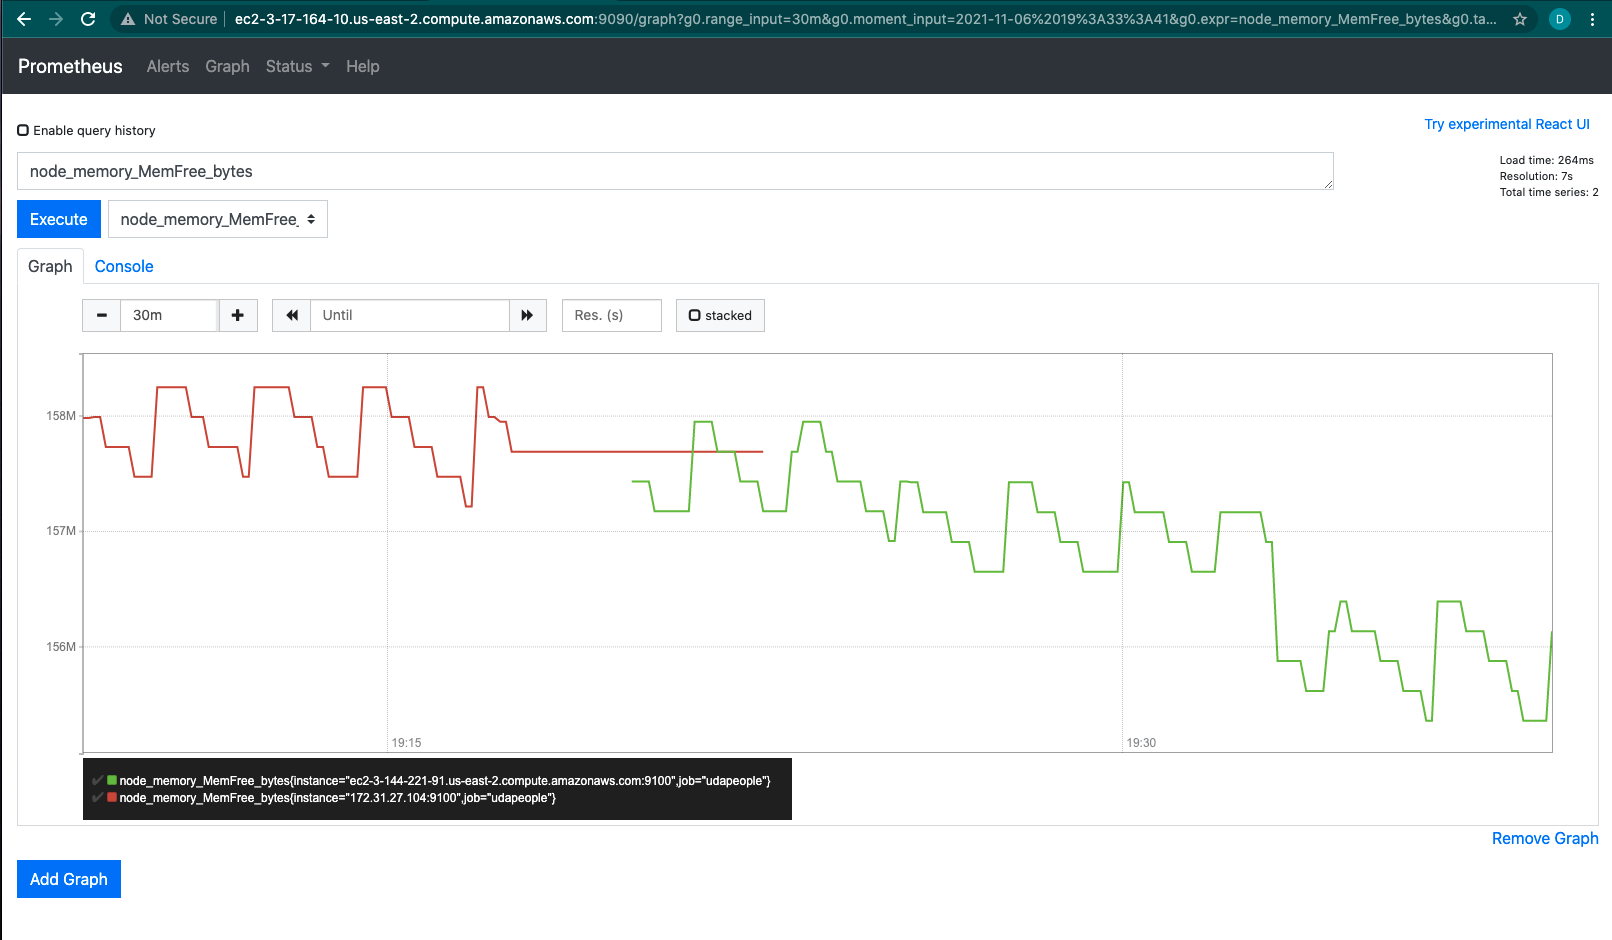 Not Secure ec2-3-17-164-10.us-east-2.compute.amazonaws.com:9090/graph?g0.range_input=30m&g0.moment_input=2021-11-06%2019%3A33%3A41&g0.expr=node_memory_MemFree_bytes&g0.ta... D
Prometheus Alerts Graph Status Help
Enable query history
Try experimental React UI
node_memory_MemFree_bytes
Load time: 264ms
Resolution: 7s
Total time series: 2
Execute node_memory_MemFree_
Graph Console
30m Until Res. (s) stacked
158M
157M
156M
19:15 19:30
node_memory_MemFree_bytes{instance="ec2-3-144-221-91.us-east-2.compute.amazonaws.com:9100",job="udapeople"}
node_memory_MemFree_bytes{instance="172.31.27.104:9100",job="udapeople"}
Remove Graph
Add Graph